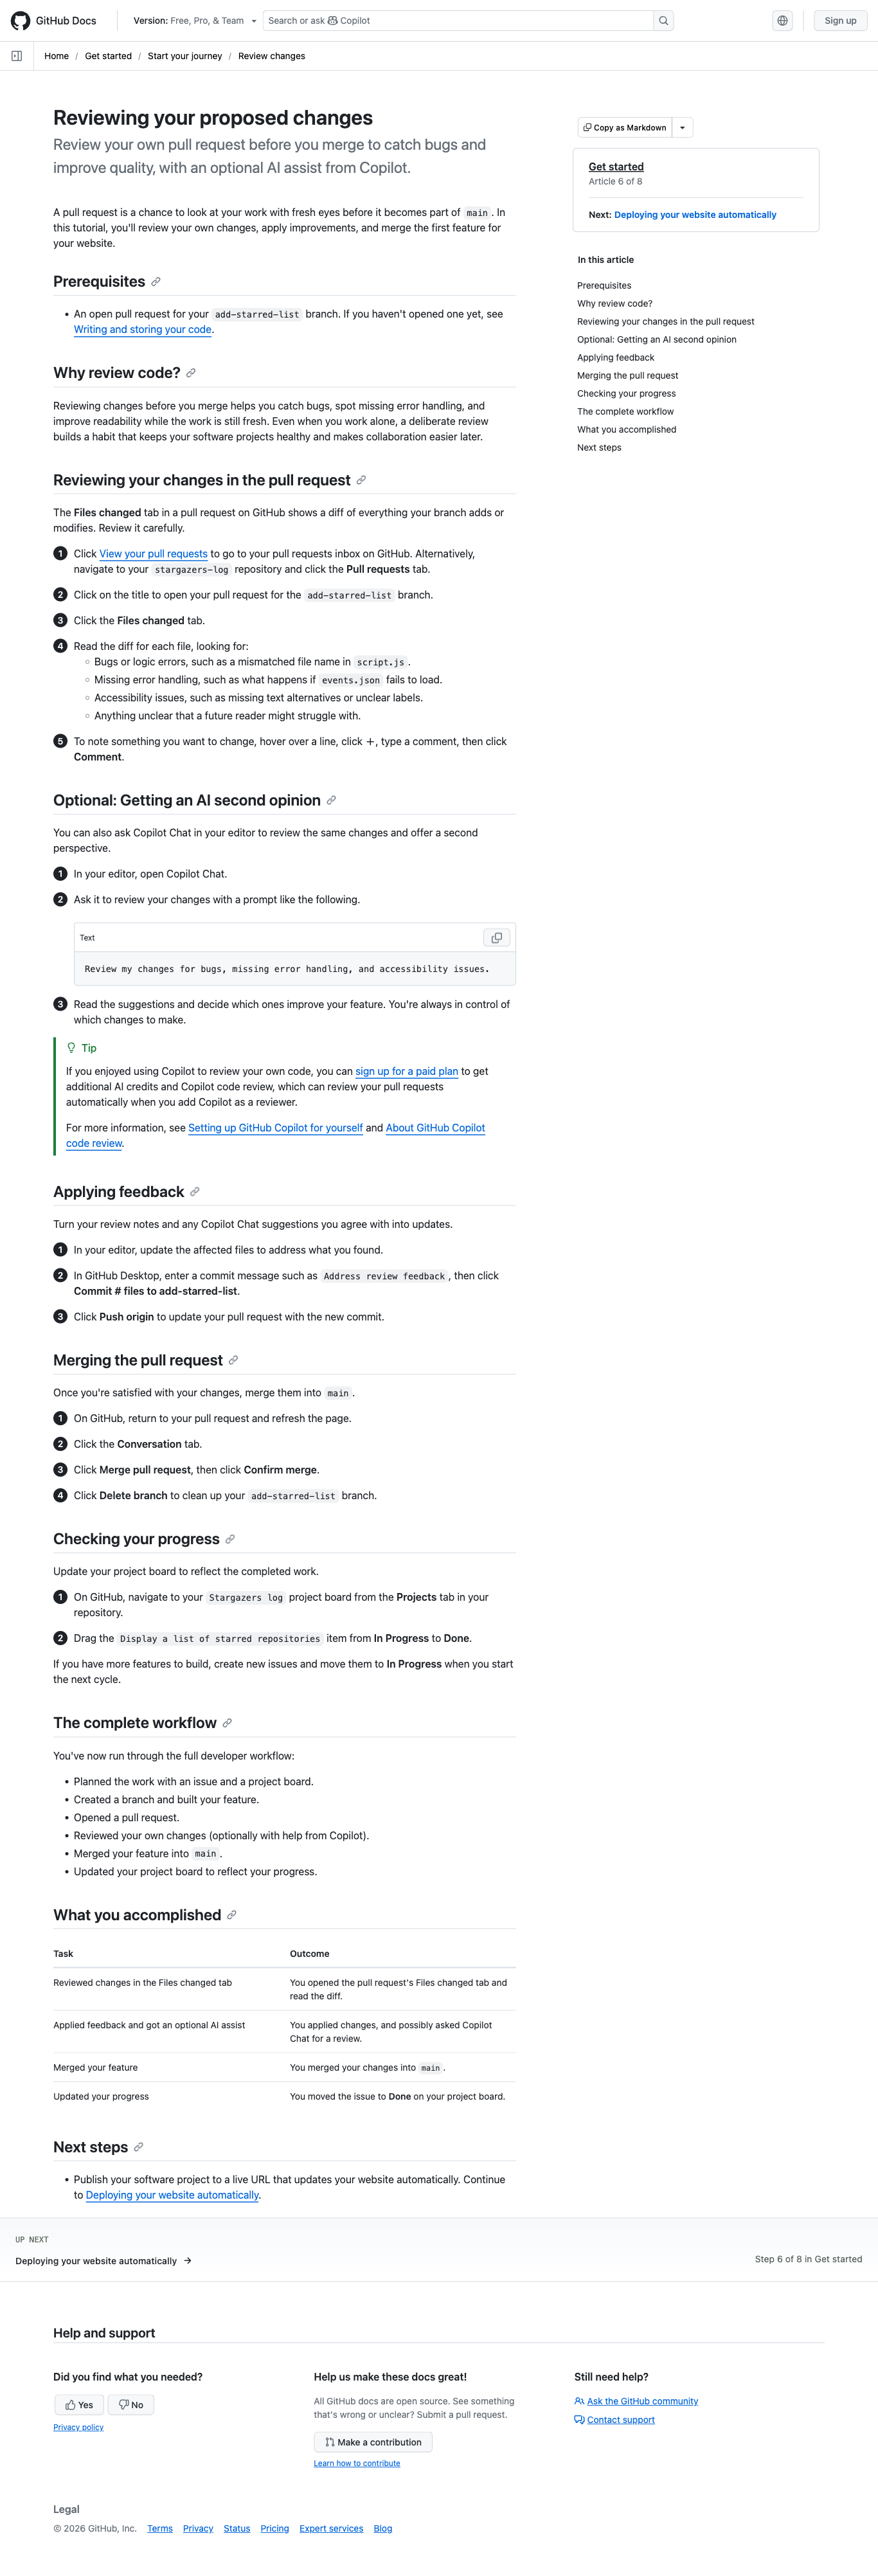 GitHub Docs
Version: Free, Pro, & Team
Search or ask Copilot
Sign up
Home / Get started / Start your journey / Review changes
Reviewing your proposed changes
Review your own pull request before you merge to catch bugs and
improve quality, with an optional AI assist from Copilot.
A pull request is a chance to look at your work with fresh eyes before it becomes part of main. In
this tutorial, you'll review your own changes, apply improvements, and merge the first feature for
your website.
Prerequisites
• An open pull request for your add-starred-list branch. If you haven't opened one yet, see
Writing and storing your code.
Why review code?
Reviewing changes before you merge helps you catch bugs, spot missing error handling, and
improve readability while the work is still fresh. Even when you work alone, a deliberate review
builds a habit that keeps your software projects healthy and makes collaboration easier later.
Reviewing your changes in the pull request
The Files changed tab in a pull request on GitHub shows a diff of everything your branch adds or
modifies. Review it carefully.
1 Click View your pull requests to go to your pull requests inbox on GitHub. Alternatively,
navigate to your stargazers-log repository and click the Pull requests tab.
2 Click on the title to open your pull request for the add-starred-list branch.
3 Click the Files changed tab.
4 Read the diff for each file, looking for:
Bugs or logic errors, such as a mismatched file name in script.js.
Missing error handling, such as what happens if events.json fails to load.
Accessibility issues, such as missing text alternatives or unclear labels.
Anything unclear that a future reader might struggle with.
5 To note something you want to change, hover over a line, click +, type a comment, then click
Comment.
Optional: Getting an AI second opinion
You can also ask Copilot Chat in your editor to review the same changes and offer a second
perspective.
1 In your editor, open Copilot Chat.
2 Ask it to review your changes with a prompt like the following.
Text
Review my changes for bugs, missing error handling, and accessibility issues.
3 Read the suggestions and decide which ones improve your feature. You're always in control of
which changes to make.
Tip
If you enjoyed using Copilot to review your own code, you can sign up for a paid plan to get
additional AI credits and Copilot code review, which can review your pull requests
automatically when you add Copilot as a reviewer.
For more information, see Setting up GitHub Copilot for yourself and About GitHub Copilot
code review.
Applying feedback
Turn your review notes and any Copilot Chat suggestions you agree with into updates.
1 In your editor, update the affected files to address what you found.
2 In GitHub Desktop, enter a commit message such as Address review feedback, then click
Commit # files to add-starred-list.
3 Click Push origin to update your pull request with the new commit.
Merging the pull request
Once you're satisfied with your changes, merge them into main.
1 On GitHub, return to your pull request and refresh the page.
2 Click the Conversation tab.
3 Click Merge pull request, then click Confirm merge.
4 Click Delete branch to clean up your add-starred-list branch.
Checking your progress
Update your project board to reflect the completed work.
1 On GitHub, navigate to your Stargazers log project board from the Projects tab in your
repository.
2 Drag the Display a list of starred repositories item from In Progress to Done.
If you have more features to build, create new issues and move them to In Progress when you start
the next cycle.
The complete workflow
You've now run through the full developer workflow:
• Planned the work with an issue and a project board.
• Created a branch and built your feature.
• Opened a pull request.
• Reviewed your own changes (optionally with help from Copilot).
• Merged your feature into main.
• Updated your project board to reflect your progress.
What you accomplished
Task Outcome
Reviewed changes in the Files changed tab
You opened the pull request's Files changed tab and
read the diff.
Applied feedback and got an optional AI assist
You applied changes, and possibly asked Copilot
Chat for a review.
Merged your feature
You merged your changes into main.
Updated your progress
You moved the issue to Done on your project board.
Next steps
• Publish your software project to a live URL that updates your website automatically. Continue
to Deploying your website automatically.
Copy as Markdown
Get started
Article 6 of 8
Next: Deploying your website automatically
In this article
Prerequisites
Why review code?
Reviewing your changes in the pull request
Optional: Getting an AI second opinion
Applying feedback
Merging the pull request
Checking your progress
The complete workflow
What you accomplished
Next steps
UP NEXT
Deploying your website automatically →
Step 6 of 8 in Get started
Help and support
Did you find what you needed?
Yes
No
Privacy policy
Help us make these docs great!
All GitHub docs are open source. See something
that's wrong or unclear? Submit a pull request.
Make a contribution
Learn how to contribute
Still need help?
Ask the GitHub community
Contact support
Legal
© 2026 GitHub, Inc. Terms Privacy Status Pricing Expert services Blog